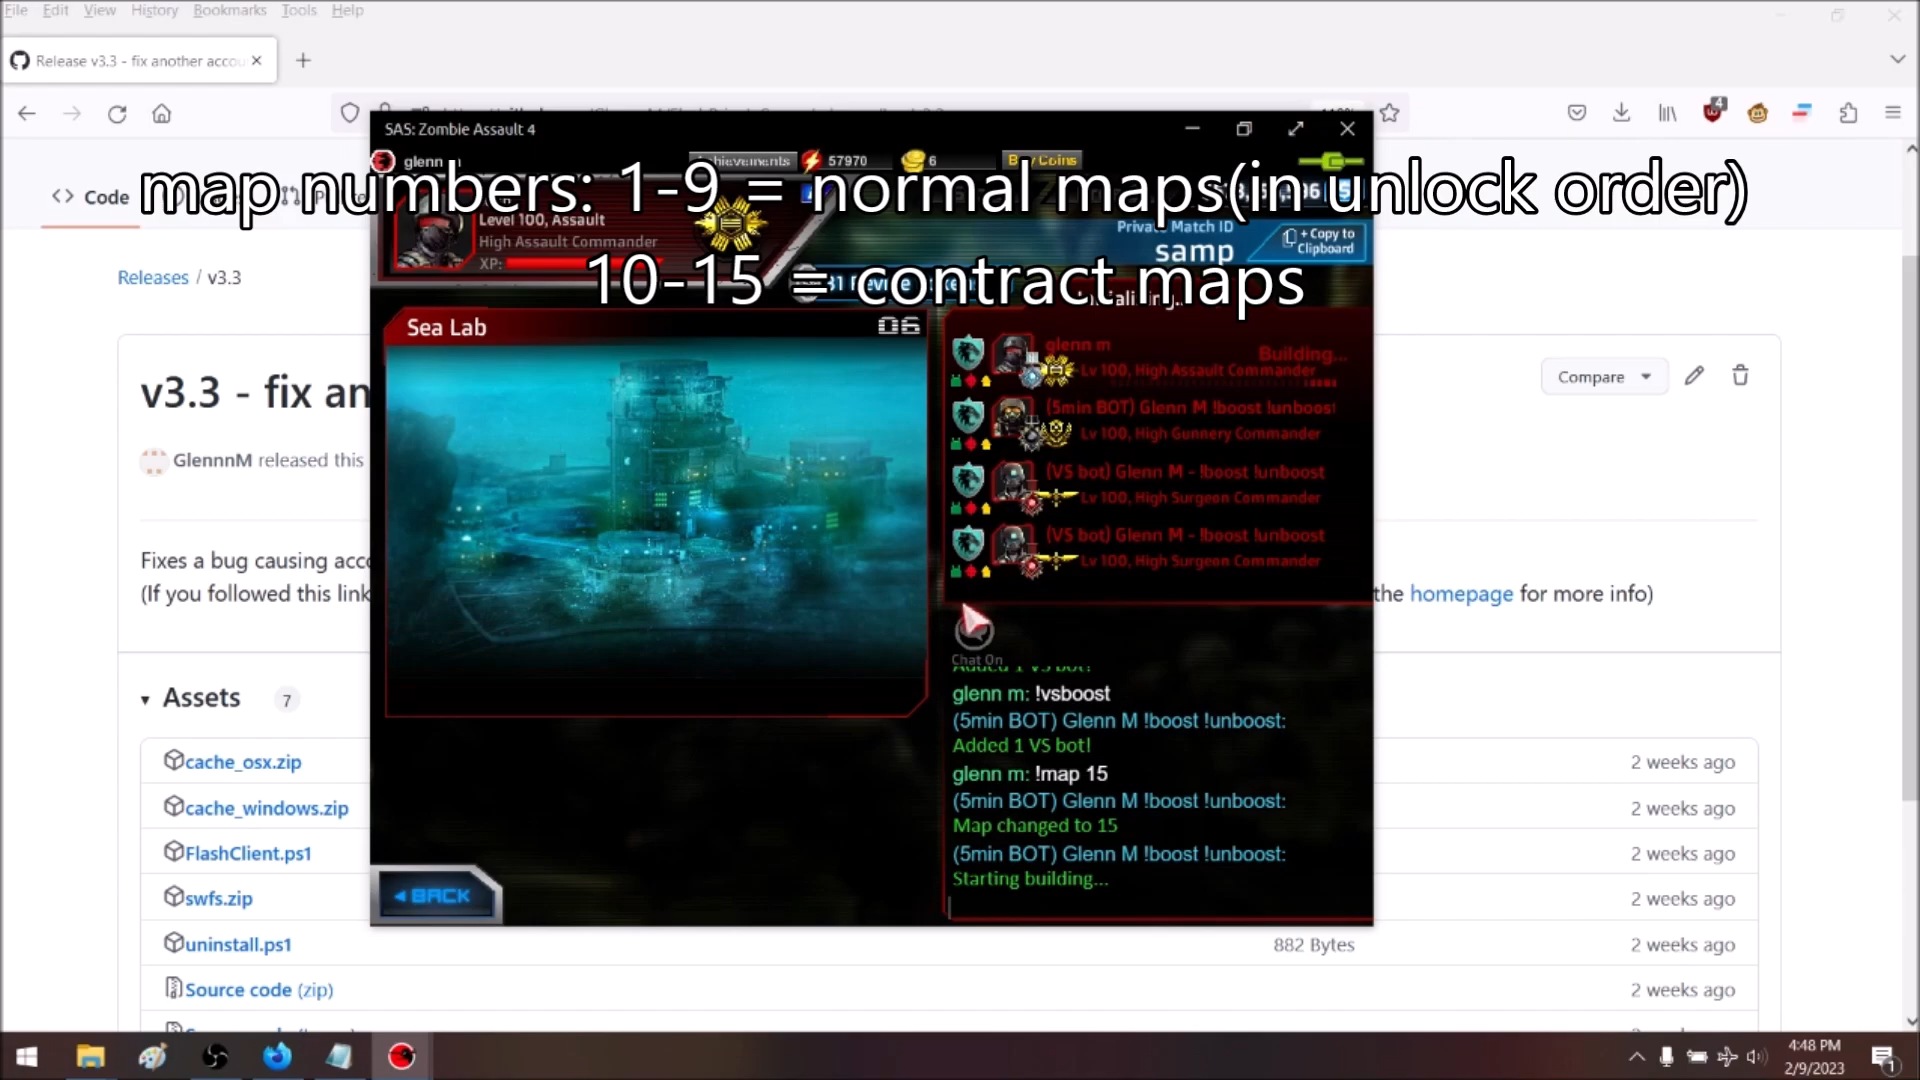 File Edit View History Bookmarks Tools Help
Release v3.3 - fix another accou
glenn m
SAS: Zombie Assault 4
Achievements 57970 6 Buy Coins
map numbers: 1-9 = normal maps(in unlock order)
10-15 = contract maps
Code
Level 100, Assault
High Assault Commander
XP:
Private Match ID
samp
+ Copy to
Clipboard
Releases / v3.3
Sea Lab 06
glenn m
Building...
Lv 100, High Assault Commander
(5min BOT) Glenn M !boost !unboost
Lv 100, High Gunnery Commander
(VS bot) Glenn M - !boost !unboost
Lv 100, High Surgeon Commander
(VS bot) Glenn M - !boost !unboost
Lv 100, High Surgeon Commander
v3.3 - fix an
Compare
GlennnM released this
Fixes a bug causing acc
(If you followed this link
the homepage for more info)
Chat On
Added 1 VS bot!
glenn m: !vsboost
(5min BOT) Glenn M !boost !unboost:
Added 1 VS bot!
glenn m: !map 15
(5min BOT) Glenn M !boost !unboost:
Map changed to 15
(5min BOT) Glenn M !boost !unboost:
Starting building...
BACK
Assets 7
cache_osx.zip 2 weeks ago
cache_windows.zip 2 weeks ago
FlashClient.ps1 2 weeks ago
swfs.zip 2 weeks ago
uninstall.ps1 882 Bytes 2 weeks ago
Source code (zip) 2 weeks ago
4:48 PM
2/9/2023
4
1